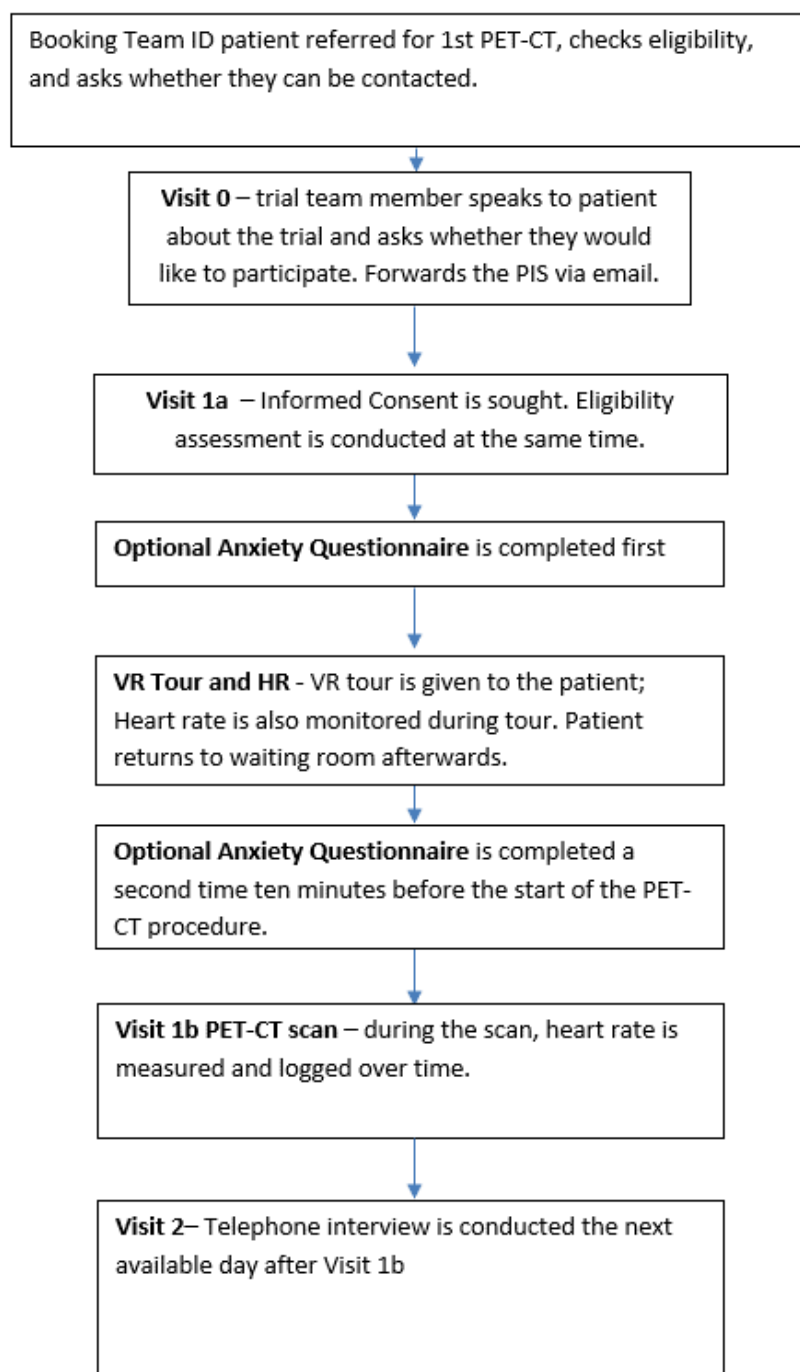 Booking Team ID patient referred for 1st PET-CT, checks eligibility,
and asks whether they can be contacted.
Visit 0 – trial team member speaks to patient
about the trial and asks whether they would
like to participate. Forwards the PIS via email.
Visit 1a  – Informed Consent is sought. Eligibility
assessment is conducted at the same time.
Optional Anxiety Questionnaire is completed first
VR Tour and HR - VR tour is given to the patient;
Heart rate is also monitored during tour. Patient
returns to waiting room afterwards.
Optional Anxiety Questionnaire is completed a
second time ten minutes before the start of the PET-
CT procedure.
Visit 1b PET-CT scan – during the scan, heart rate is
measured and logged over time.
Visit 2– Telephone interview is conducted the next
available day after Visit 1b